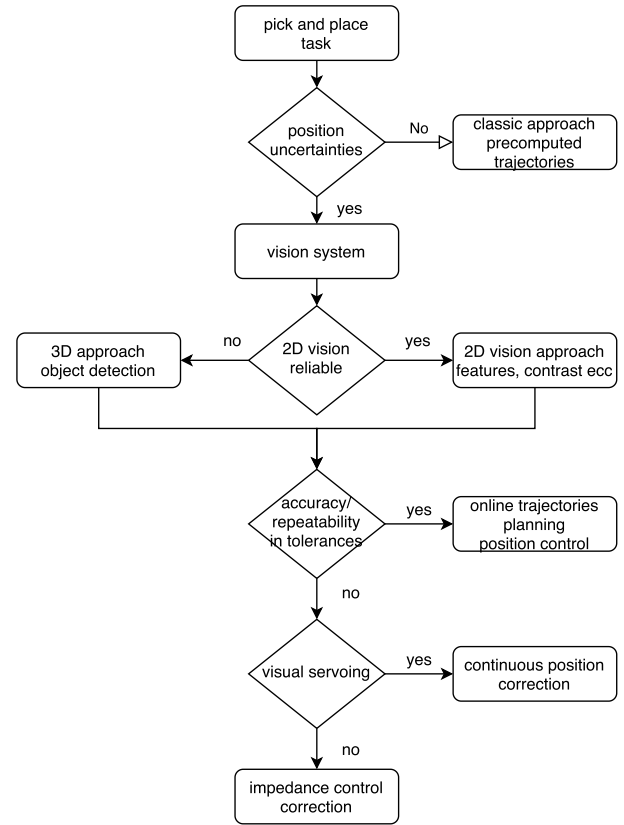 pick and place
task
position
uncertainties
No
classic approach
precomputed
trajectories
yes
vision system
no
2D vision
reliable
yes
3D approach
object detection
2D vision approach
features, contrast ecc
accuracy/
repeatability
in tolerances
yes
online trajectories
planning
position control
no
visual servoing
yes
continuous position
correction
no
impedance control
correction